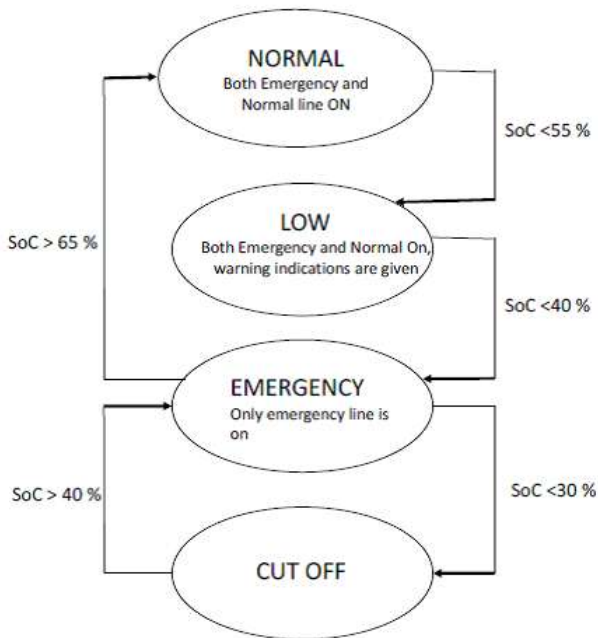 NORMAL
Both Emergency and
Normal line ON
SoC <55 %
LOW
Both Emergency and Normal On,
warning indications are given
SoC > 65 %
SoC <40 %
EMERGENCY
Only emergency line is
on
SoC > 40 %
SoC <30 %
CUT OFF